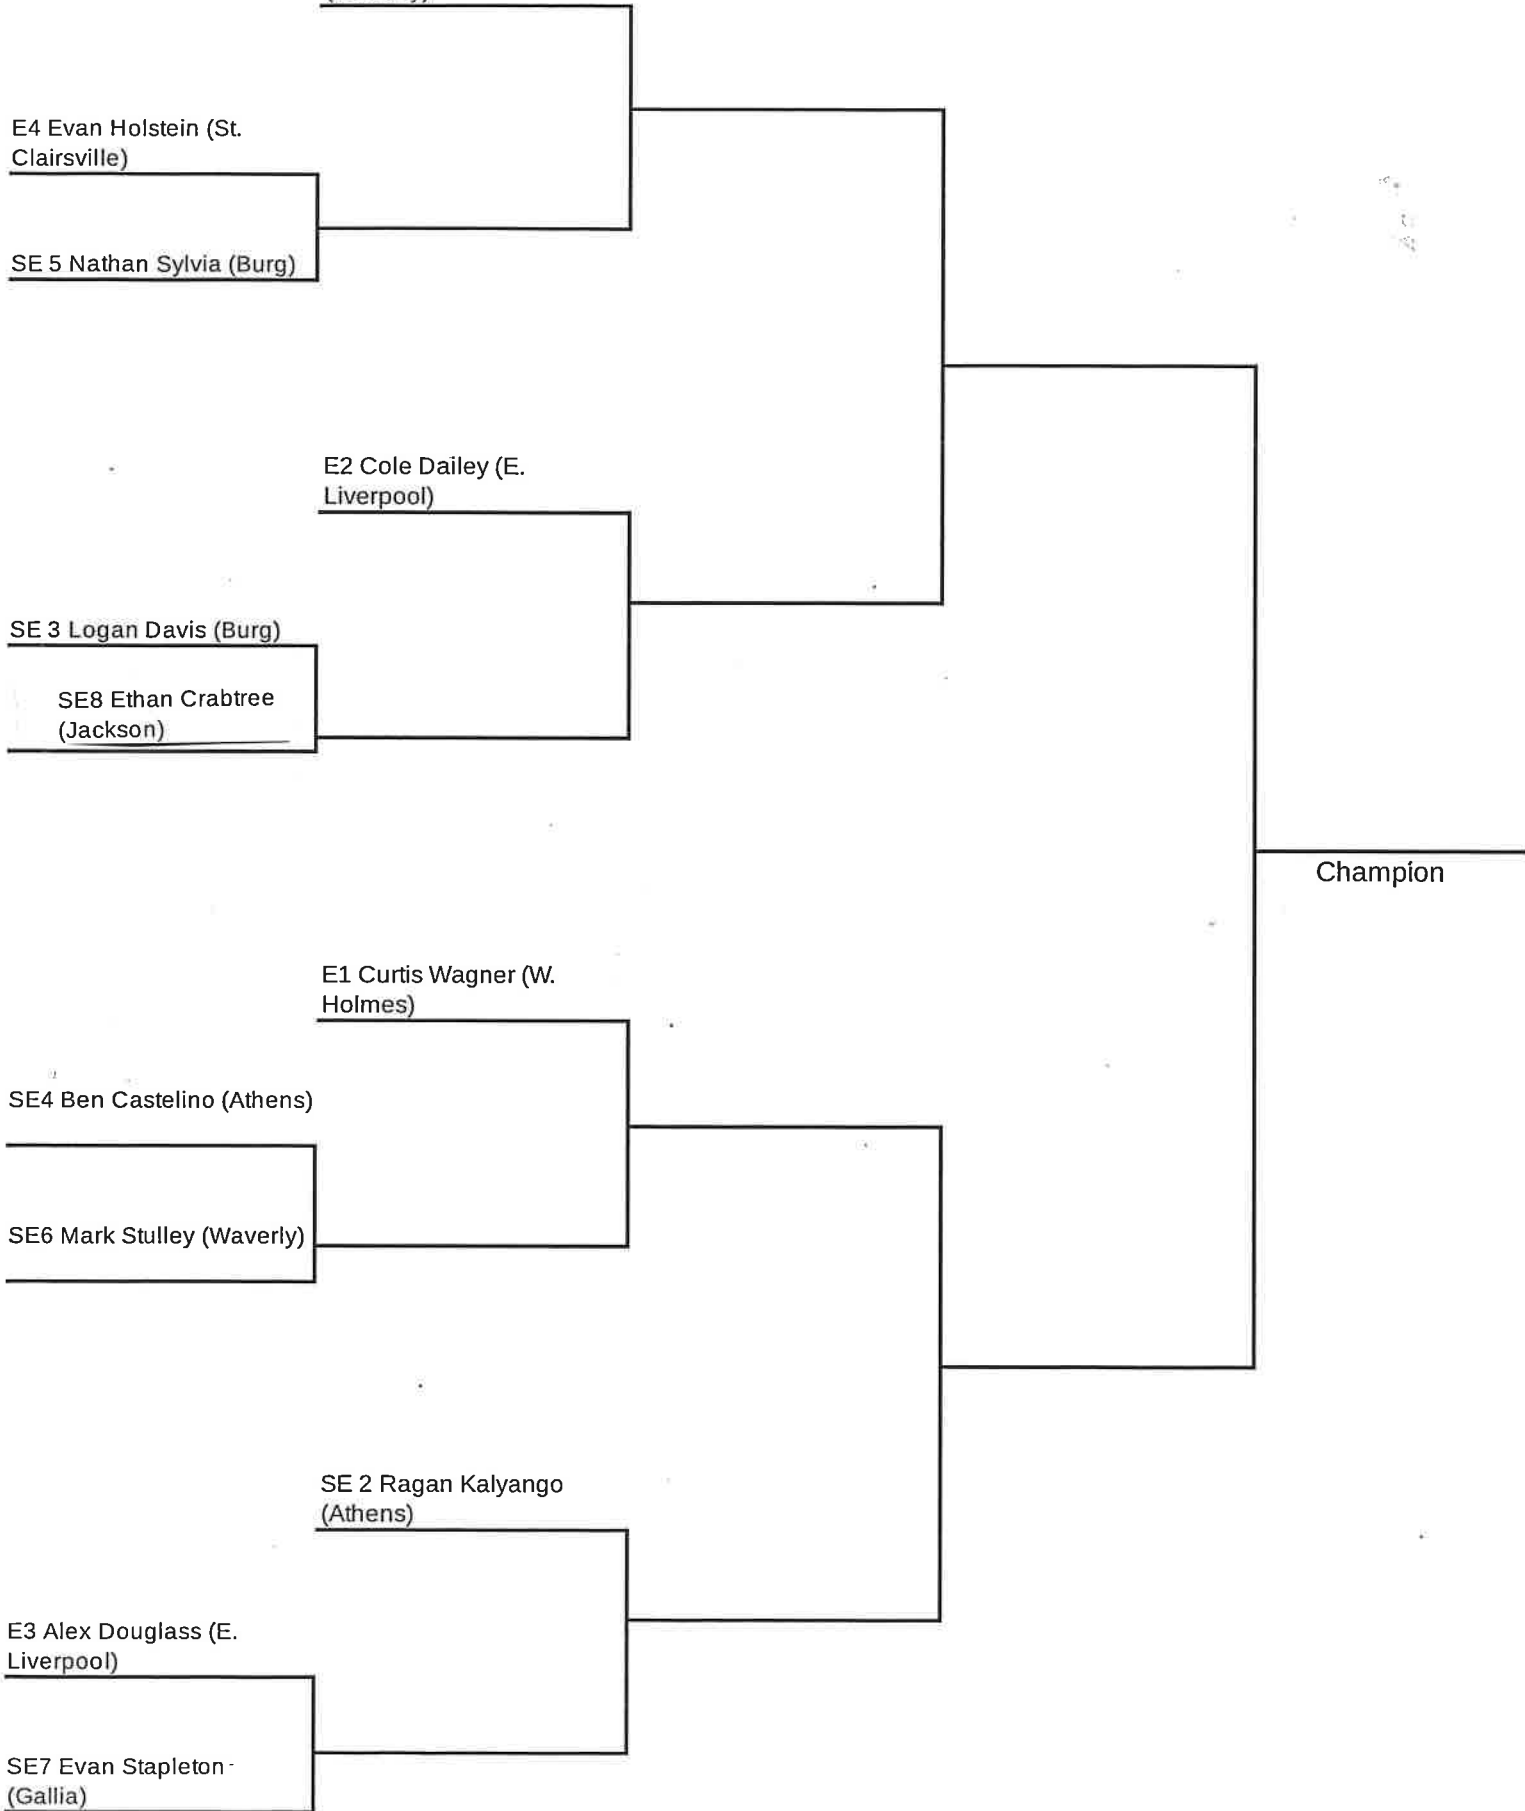 E4 Evan Holstein (St.
Clairsville)
SE 5 Nathan Sylvia (Burg)
E2 Cole Dailey (E.
Liverpool)
SE 3 Logan Davis (Burg)
SE8 Ethan Crabtree
(Jackson)
Champion
E1 Curtis Wagner (W.
Holmes)
SE4 Ben Castelino (Athens)
SE6 Mark Stulley (Waverly)
SE 2 Ragan Kalyango
(Athens)
E3 Alex Douglass (E.
Liverpool)
SE7 Evan Stapleton -
(Gallia)